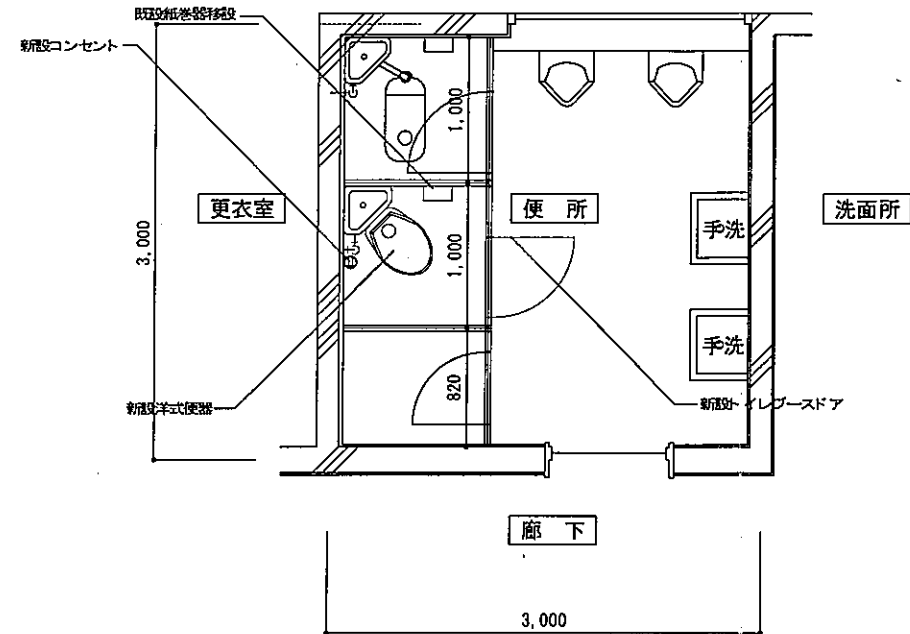 既設紙巻器移設
新設コンセント
1,000
更衣室
便所
洗面所
手洗
3,000
1,000
手洗
820
新設洋式便器
新設トイレブースドア
廊下
3,000